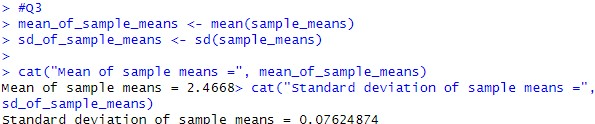 > #Q3
> mean_of_sample_means <- mean(sample_means)
> sd_of_sample_means <- sd(sample_means)
>
> cat("Mean of sample means =", mean_of_sample_means)
Mean of sample means = 2.4668> cat("Standard deviation of sample means =",
sd_of_sample_means)
Standard deviation of sample means = 0.07624874